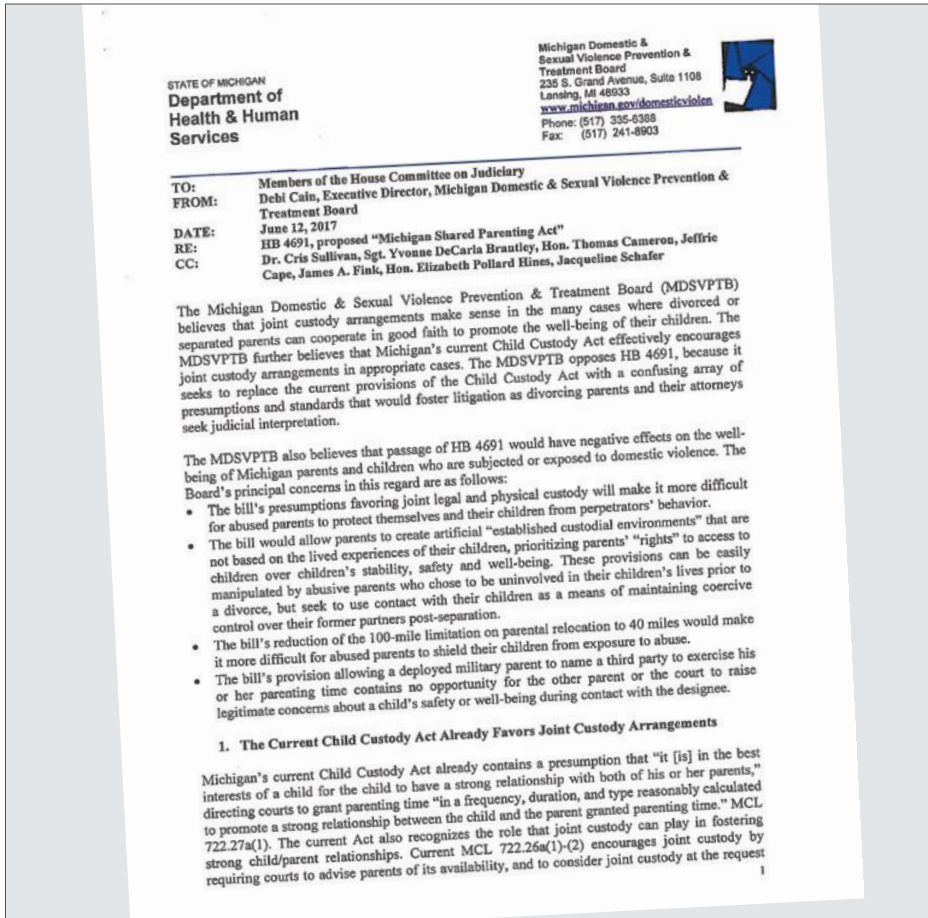 STATE OF MICHIGAN
Department of
Health & Human
Services
Michigan Domestic &
Sexual Violence Prevention &
Treatment Board
235 S. Grand Avenue, Suite 1108
Lansing, MI 48933
www.michigan.gov/domesticviolen
Phone: (517) 335-6388
Fax: (517) 241-8903
TO: Members of the House Committee on Judiciary
FROM: Debi Cain, Executive Director, Michigan Domestic & Sexual Violence Prevention &
Treatment Board
DATE: June 12, 2017
RE: HB 4691, proposed “Michigan Shared Parenting Act”
CC: Dr. Cris Sullivan, Sgt. Yvonne DeCarla Brantley, Hon. Thomas Cameron, Jeffrie
Cape, James A. Fink, Hon. Elizabeth Pollard Hines, Jacqueline Schafer
The Michigan Domestic & Sexual Violence Prevention & Treatment Board (MDSVPTB)
believes that joint custody arrangements make sense in the many cases where divorced or
separated parents can cooperate in good faith to promote the well-being of their children. The
MDSVPTB further believes that Michigan's current Child Custody Act effectively encourages
joint custody arrangements in appropriate cases. The MDSVPTB opposes HB 4691, because it
seeks to replace the current provisions of the Child Custody Act with a confusing array of
presumptions and standards that would foster litigation as divorcing parents and their attorneys
seek judicial interpretation.
The MDSVPTB also believes that passage of HB 4691 would have negative effects on the well-
being of Michigan parents and children who are subjected or exposed to domestic violence. The
Board's principal concerns in this regard are as follows:
• The bill's presumptions favoring joint legal and physical custody will make it more difficult
for abused parents to protect themselves and their children from perpetrators' behavior.
• The bill would allow parents to create artificial “established custodial environments” that are
not based on the lived experiences of their children, prioritizing parents' “rights” to access to
children over children's stability, safety and well-being. These provisions can be easily
manipulated by abusive parents who chose to be uninvolved in their children's lives prior to
a divorce, but seek to use contact with their children as a means of maintaining coercive
control over their former partners post-separation.
• The bill's reduction of the 100-mile limitation on parental relocation to 40 miles would make
it more difficult for abused parents to shield their children from exposure to abuse.
• The bill's provision allowing a deployed military parent to name a third party to exercise his
or her parenting time contains no opportunity for the other parent or the court to raise
legitimate concerns about a child's safety or well-being during contact with the designee.
1. The Current Child Custody Act Already Favors Joint Custody Arrangements
Michigan's current Child Custody Act already contains a presumption that “it [is] in the best
interests of a child for the child to have a strong relationship with both of his or her parents,”
directing courts to grant parenting time “in a frequency, duration, and type reasonably calculated
to promote a strong relationship between the child and the parent granted parenting time.” MCL
722.27a(1). The current Act also recognizes the role that joint custody can play in fostering
strong child/parent relationships. Current MCL 722.26a(1)-(2) encourages joint custody by
requiring courts to advise parents of its availability, and to consider joint custody at the request
1